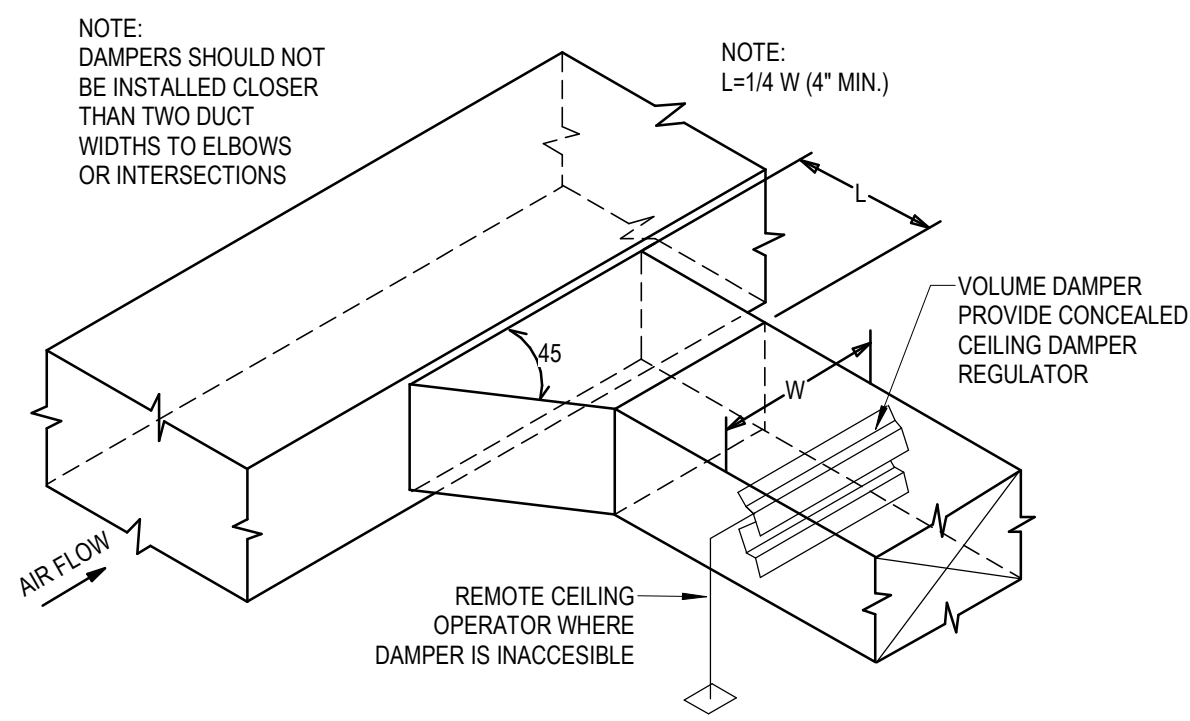 NOTE:
DAMPERS SHOULD NOT
BE INSTALLED CLOSER
THAN TWO DUCT
WIDTHS TO ELBOWS
OR INTERSECTIONS
NOTE:
L=1/4 W (4" MIN.)
L
VOLUME DAMPER
PROVIDE CONCEALED
CEILING DAMPER
REGULATOR
45
W
AIR FLOW
REMOTE CEILING
OPERATOR WHERE
DAMPER IS INACCESIBLE